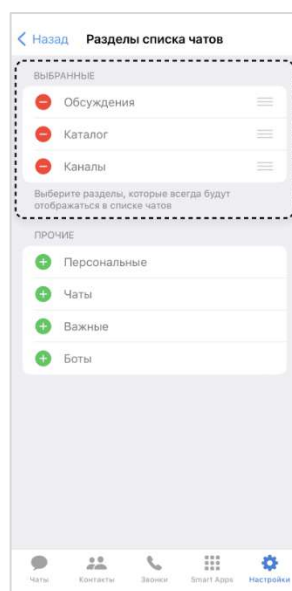 Назад Разделы списка чатов
ВЫБРАННЫЕ
Обсуждения
Каталог
Каналы
Выберите разделы, которые всегда будут
отображаться в списке чатов
ПРОЧИЕ
Персональные
Чаты
Важные
Боты
Чаты Контакты Звонки Smart Apps Настройки